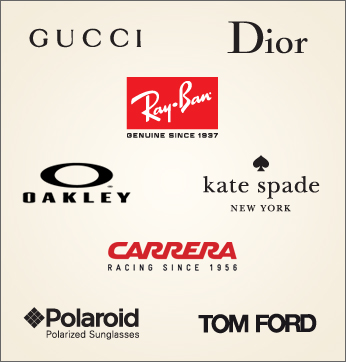 GUCCI
Dior
Ray-Ban
GENUINE SINCE 1937
OAKLEY
kate spade
NEW YORK
CARRERA
RACING SINCE 1956
Polaroid
Polarized Sunglasses
TOM FORD